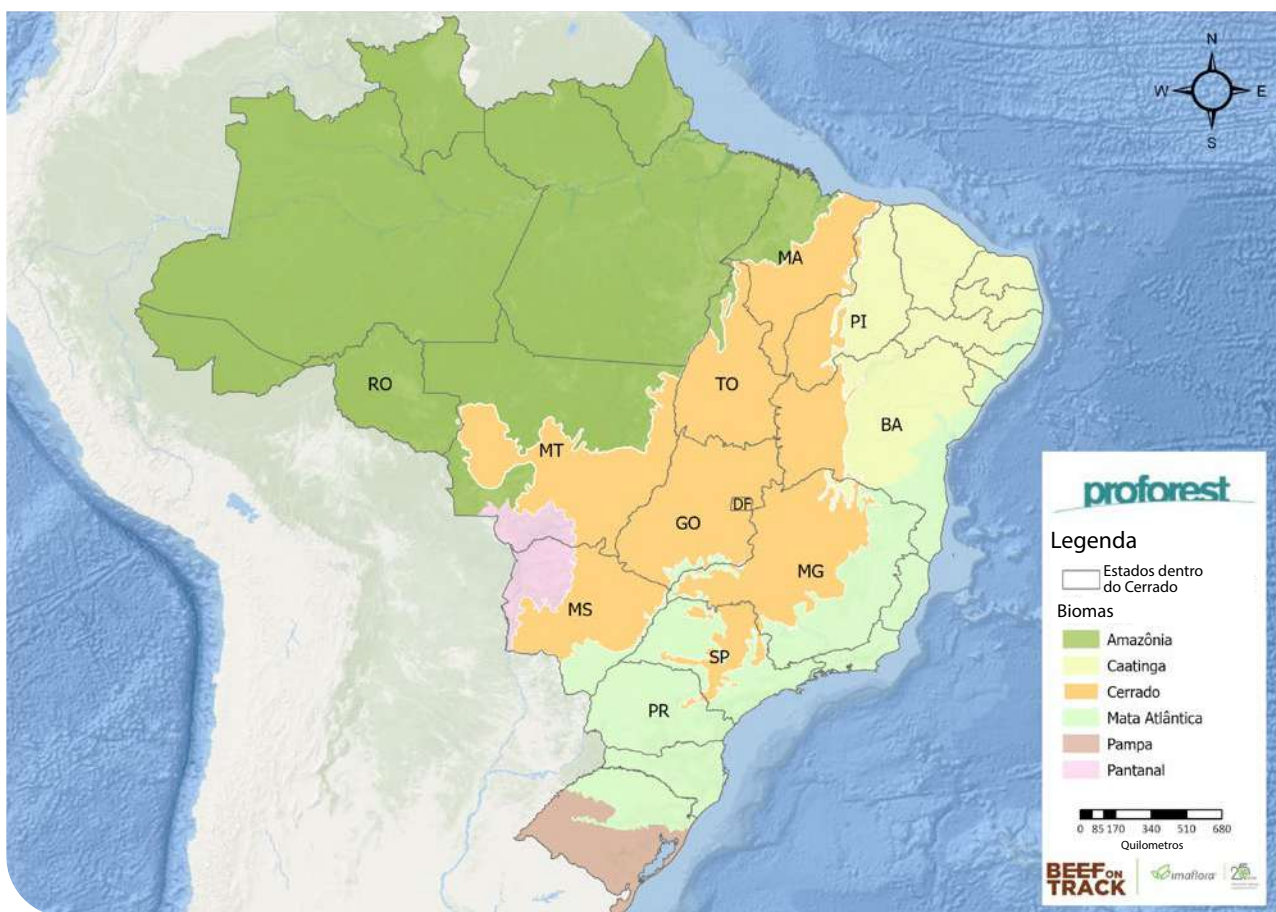 N
W E
S
MA
PI
RO
TO
BA
MT
DF
GO
MG
MS
SP
PR
proforest
Legenda
Estados dentro
do Cerrado
Biomas
Amazônia
Caatinga
Cerrado
Mata Atlântica
Pampa
Pantanal
0 85 170 340 510 680
Quilometros
BEEF ON
TRACK
imaflora